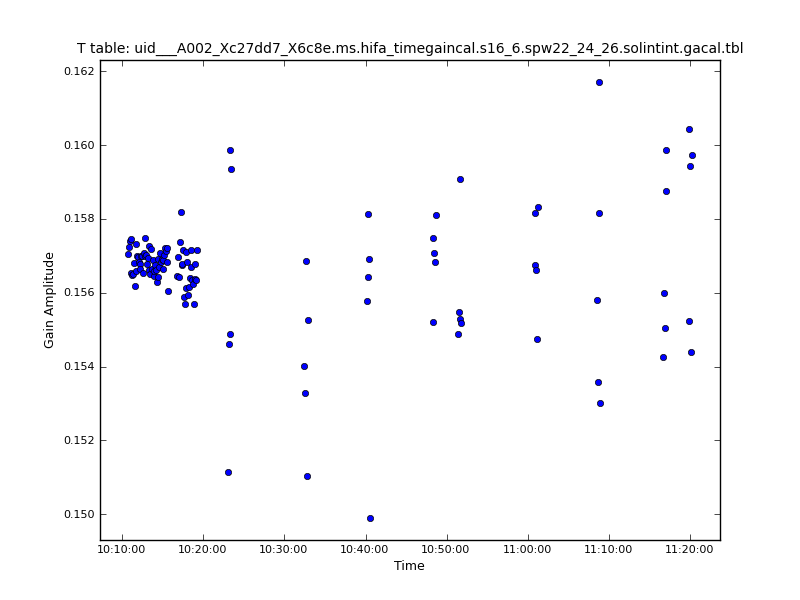 T table: uid___A002_Xc27dd7_X6c8e.ms.hifa_timegaincal.s16_6.spw22_24_26.solintint.gacal.tbl
0.162
0.160
0.158
0.156
0.154
0.152
0.150
Gain Amplitude
10:10:00 10:20:00 10:30:00 10:40:00 10:50:00 11:00:00 11:10:00 11:20:00
Time